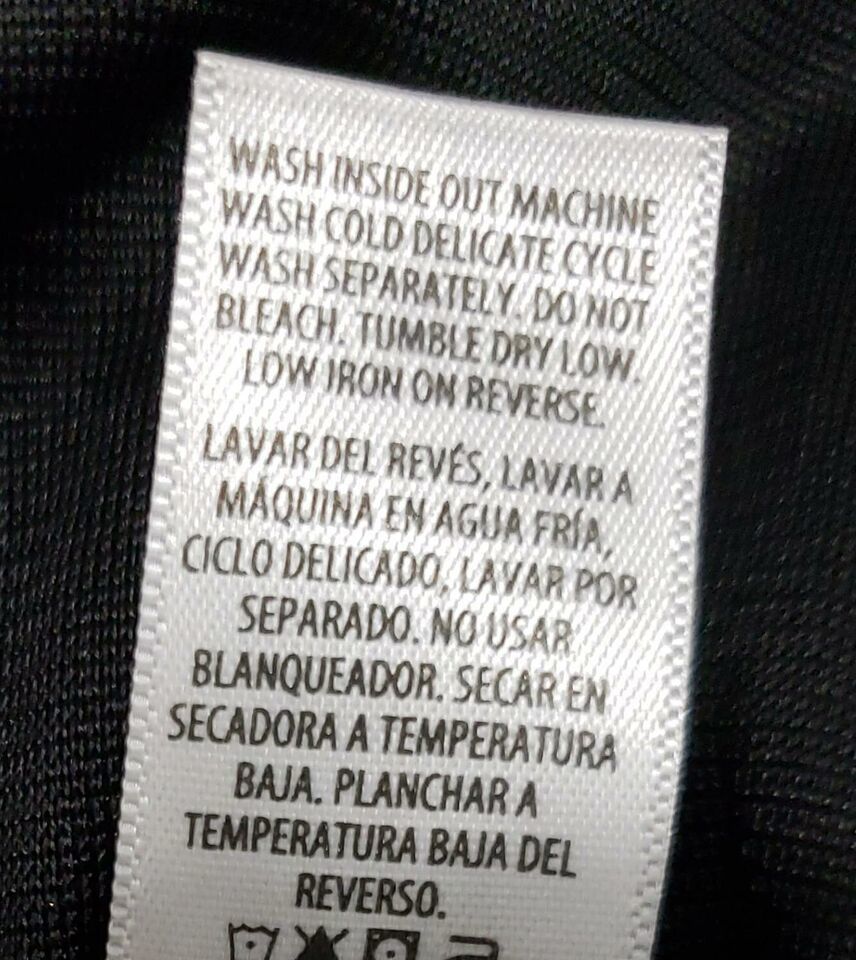 WASH INSIDE OUT MACHINE
WASH COLD DELICATE CYCLE
WASH SEPARATELY. DO NOT
BLEACH. TUMBLE DRY LOW.
LOW IRON ON REVERSE.
LAVAR DEL REVÉS, LAVAR A
MÁQUINA EN AGUA FRÍA,
CICLO DELICADO, LAVAR POR
SEPARADO. NO USAR
BLANQUEADOR. SECAR EN
SECADORA A TEMPERATURA
BAJA. PLANCHAR A
TEMPERATURA BAJA DEL
REVERSO.